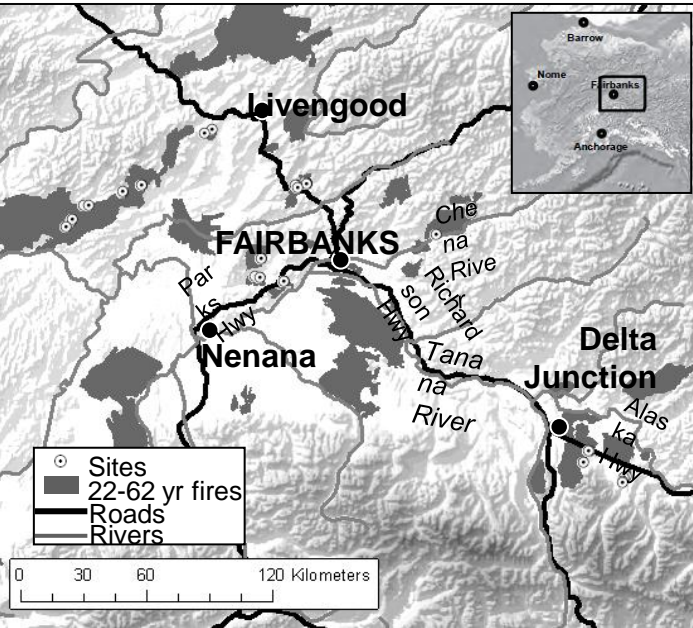 Barrow
Nome
Fairbanks
Anchorage
Livengood
FAIRBANKS
Che
na
Rive
Par
ks
Hwy
Richard
son
Hwy
Nenana
Tana
na
River
Delta
Junction
Alas
ka
Hwy
Sites
22-62 yr fires
Roads
Rivers
0 30 60 120 Kilometers